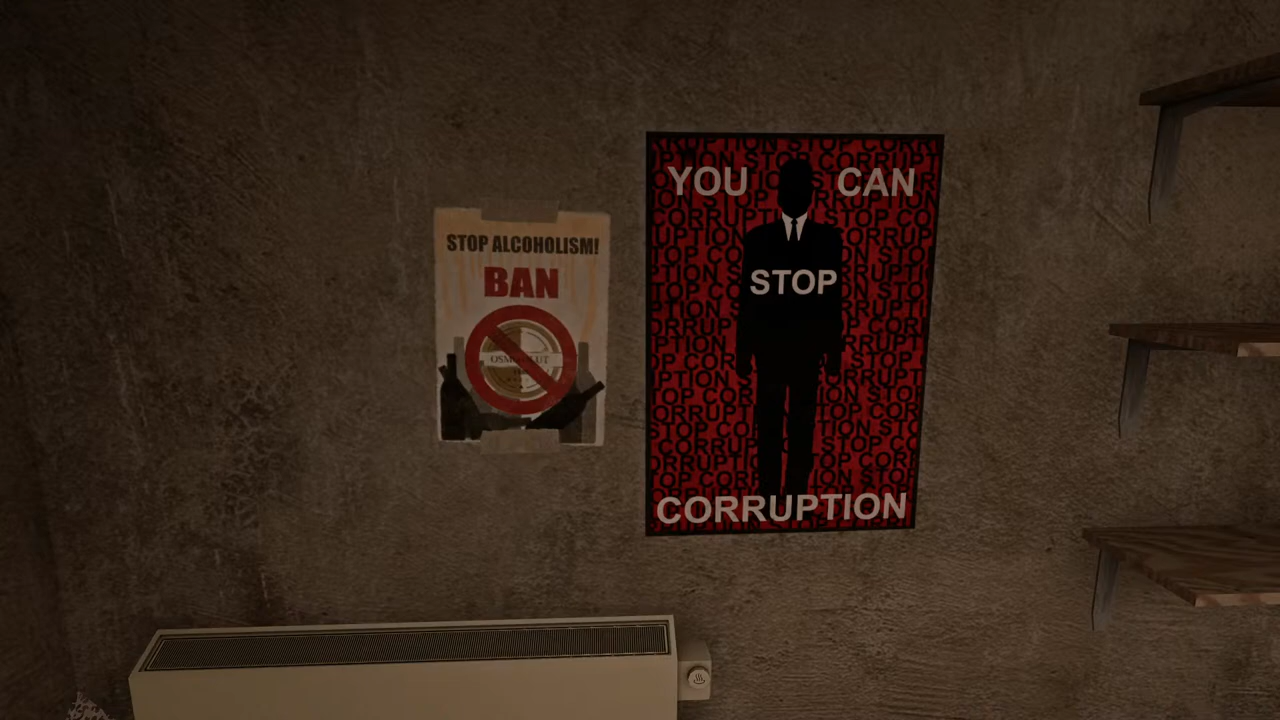 STOP ALCOHOLISM!
BAN
YOU CAN
STOP
CORRUPTION